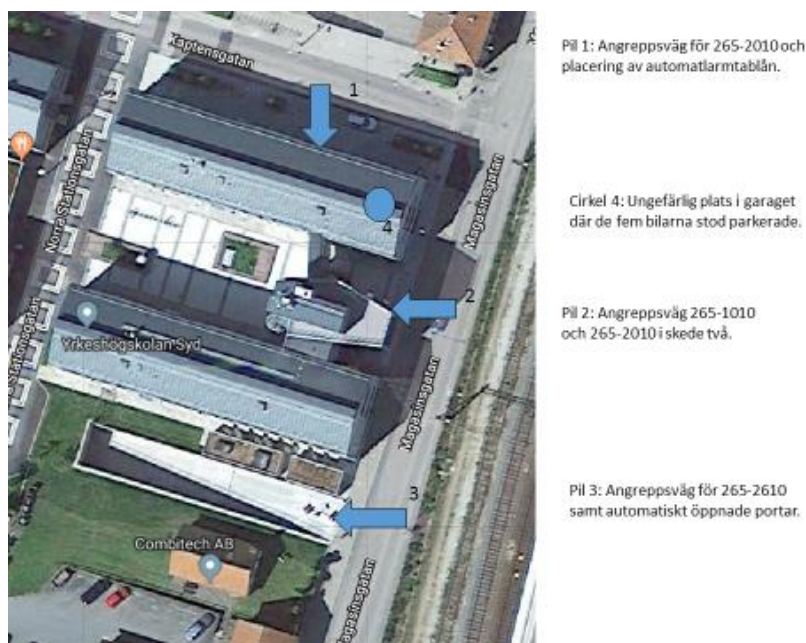 Kaptensgatan
1
Pil 1: Angreppsväg för 265-2010 och
placering av automatlarmtablån.
Norra Stationsgatan
Magasinsgatan
4
Cirkel 4: Ungefärlig plats i garaget
där de fem bilarna stod parkerade.
2
Pil 2: Angreppsväg 265-1010
och 265-2010 i skede två.
Yrkeshögskolan Syd
Stationsgatan
Magasinsgatan
3
Pil 3: Angreppsväg för 265-2610
samt automatiskt öppnade portar.
Combitech AB
Magasinsgatan